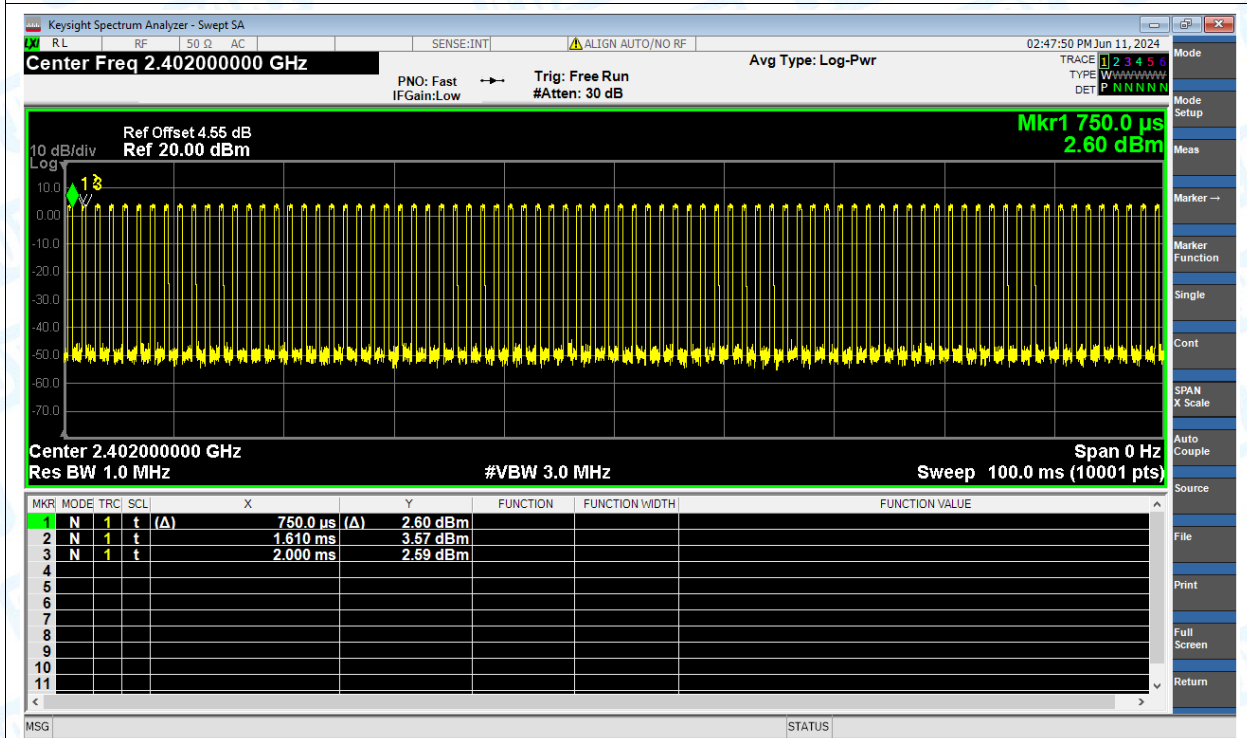 Keysight Spectrum Analyzer - Swept SA
LXI RL RF 50 Ω AC SENSE:INT ALIGN AUTO/NO RF 02:47:50 PM Jun 11, 2024
Center Freq 2.402000000 GHz
PNO: Fast
IFGain:Low
Trig: Free Run
#Atten: 30 dB
Avg Type: Log-Pwr
TRACE 1 2 3 4 5 6
TYPE WWWWWW
DET P N N N N N
Ref Offset 4.55 dB
10 dB/div Ref 20.00 dBm
Log
Mkr1 750.0 µs
2.60 dBm
10.0
0.00
-10.0
-20.0
-30.0
-40.0
-50.0
-60.0
-70.0
1 3
Center 2.402000000 GHz Span 0 Hz
Res BW 1.0 MHz #VBW 3.0 MHz Sweep 100.0 ms (10001 pts)
MKR MODE TRC SCL X Y FUNCTION FUNCTION WIDTH FUNCTION VALUE
1 N 1 t (Δ) 750.0 µs (Δ) 2.60 dBm
2 N 1 t 1.610 ms 3.57 dBm
3 N 1 t 2.000 ms 2.59 dBm
4
5
6
7
8
9
10
11
MSG STATUS
Mode
Mode
Setup
Meas
Marker →
Marker
Function
Single
Cont
SPAN
X Scale
Auto
Couple
Source
File
Print
Full
Screen
Return